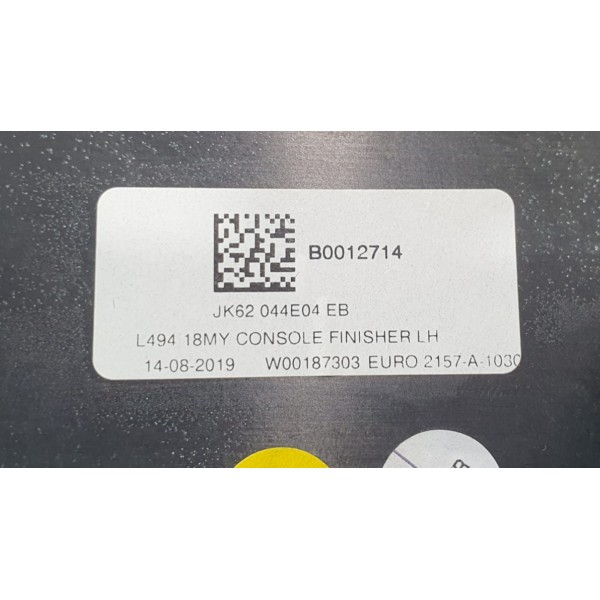 B0012714
JK62 044E04 EB
L494 18MY CONSOLE FINISHER LH
14-08-2019 W00187303 EURO 2157-A-1030